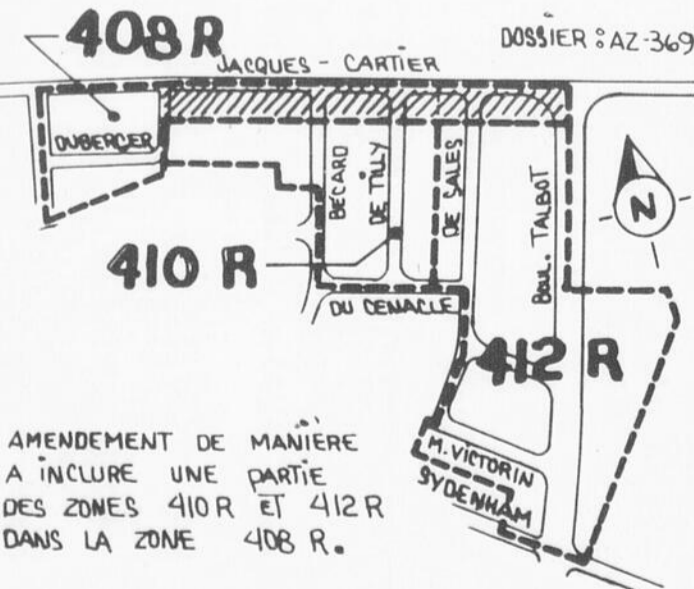 408 R
DOSSIER : AZ-369
JACQUES - CARTIER
DUBERGER
BÉCARD
DE TILLY
DE SALES
BOUL. TALBOT
N
410 R
DU CENACLE
412 R
AMENDEMENT DE MANIÈRE
A INCLURE UNE PARTIE
DES ZONES 410 R ET 412 R
DANS LA ZONE 408 R.
M. VICTORIN
SYDENHAM